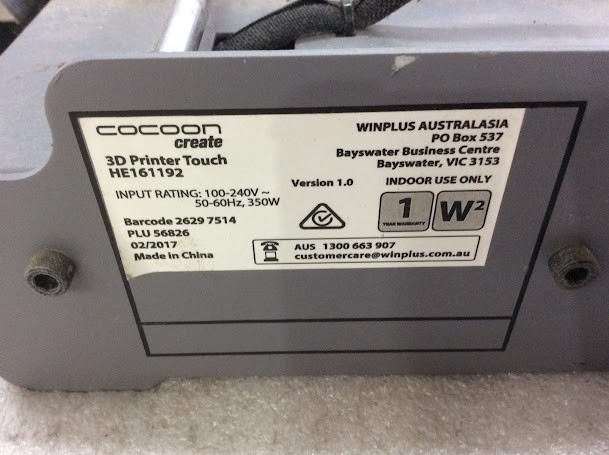 cocoon
create
3D Printer Touch
HE161192
INPUT RATING: 100-240V ~
50-60Hz, 350W
Barcode 2629 7514
PLU 56826
02/2017
Made in China
WINPLUS AUSTRALASIA
PO Box 537
Bayswater Business Centre
Bayswater, VIC 3153
Version 1.0
INDOOR USE ONLY
1
YEAR WARRANTY
W²
AUS 1300 663 907
customercare@winplus.com.au